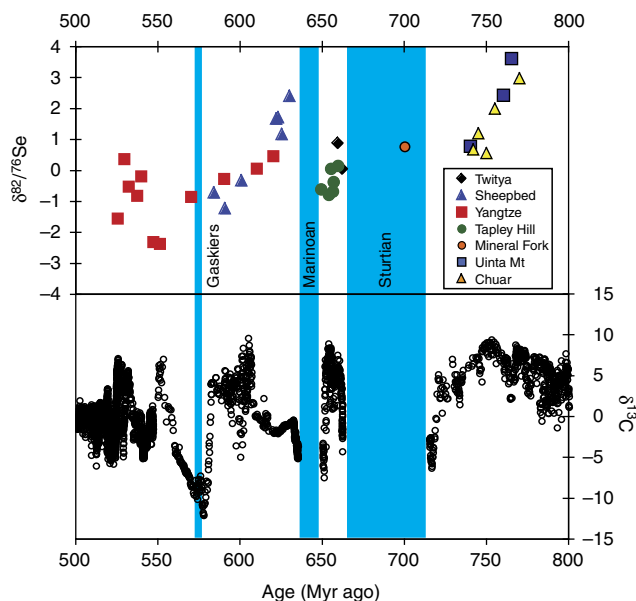 500 550 600 650 700 750 800
4
3
2
1
0
−1
−2
−3
−4
δ82/76Se
Gaskiers
Marinoan
Sturtian
Twitya
Sheepbed
Yangtze
Tapley Hill
Mineral Fork
Uinta Mt
Chuar
15
10
5
0
−5
−10
−15
δ13C
500 550 600 650 700 750 800
Age (Myr ago)